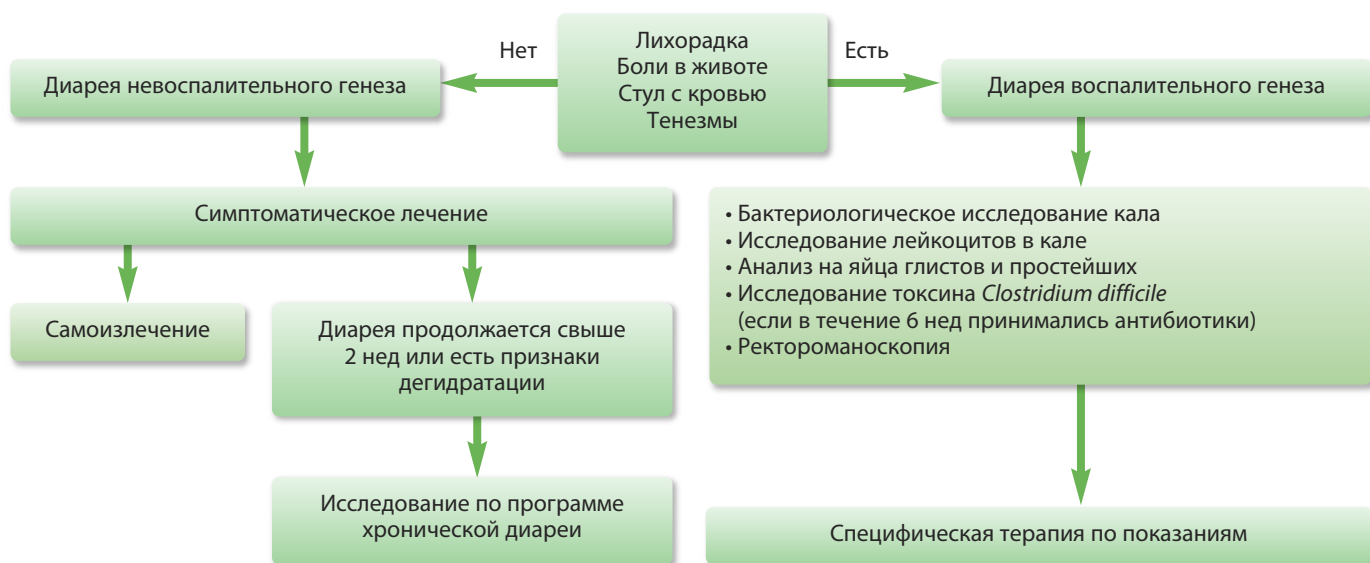 Лихорадка
Боли в животе
Стул с кровью
Тенезмы
Нет
Есть
Диарея невоспалительного генеза
Диарея воспалительного генеза
Симптоматическое лечение
Самоизлечение
Диарея продолжается свыше
2 нед или есть признаки
дегидратации
Исследование по программе
хронической диареи
• Бактериологическое исследование кала
• Исследование лейкоцитов в кале
• Анализ на яйца глистов и простейших
• Исследование токсина Clostridium difficile
(если в течение 6 нед принимались антибиотики)
• Ректороманоскопия
Специфическая терапия по показаниям